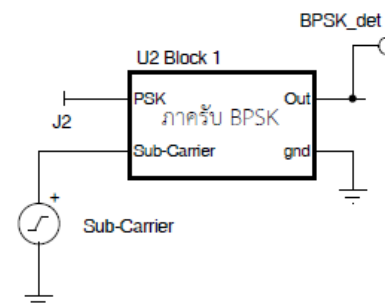 BPSK_det
U2 Block 1
PSK
Out
ภาครับ BPSK
J2
Sub-Carrier
gnd
+
Sub-Carrier